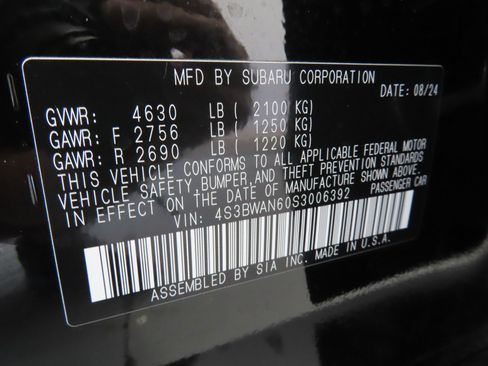 MFD BY SUBARU CORPORATION
DATE: 08/24
GVWR: 4630 LB ( 2100 KG)
GAWR: F 2756 LB ( 1250 KG)
GAWR: R 2690 LB ( 1220 KG)
THIS VEHICLE CONFORMS TO ALL APPLICABLE FEDERAL MOTOR
VEHICLE SAFETY, BUMPER, AND THEFT PREVENTION STANDARDS
IN EFFECT ON THE DATE OF MANUFACTURE SHOWN ABOVE.
VIN: 4S3BWAN60S3006392 PASSENGER CAR
ASSEMBLED BY SIA INC. MADE IN U.S.A.